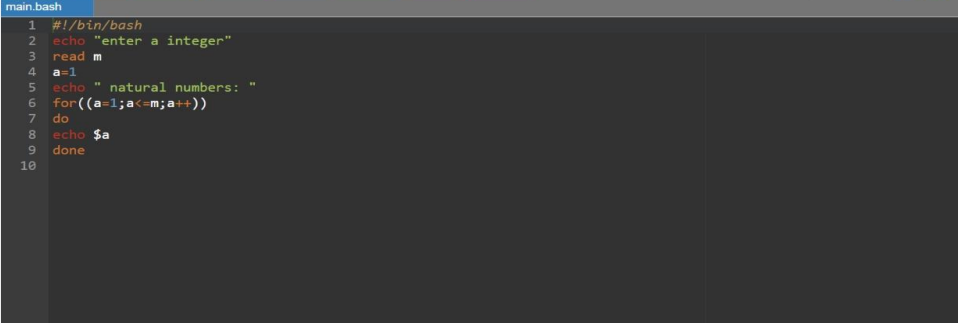 main.bash
1 #!/bin/bash
2 echo "enter a integer"
3 read m
4 a=1
5 echo " natural numbers: "
6 for((a=1;a<=m;a++))
7 do
8 echo $a
9 done
10